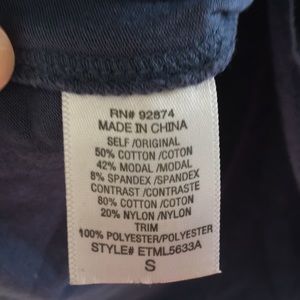 RN# 92874
MADE IN CHINA
SELF /ORIGINAL
50% COTTON /COTON
42% MODAL /MODAL
8% SPANDEX /SPANDEX
CONTRAST /CONTRASTE
80% COTTON /COTON
20% NYLON /NYLON
TRIM
100% POLYESTER/POLYESTER
STYLE# ETML5633A
S